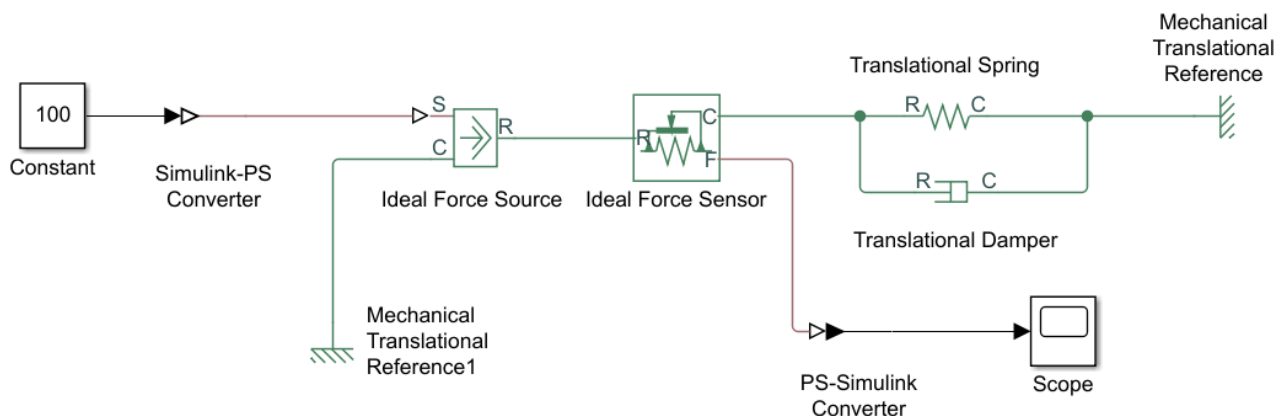 Mechanical
Translational
Reference
Translational Spring
100
Constant
Simulink-PS
Converter
S
C
R
Ideal Force Source
R
C
F
Ideal Force Sensor
R
C
R
C
Translational Damper
Mechanical
Translational
Reference1
PS-Simulink
Converter
Scope